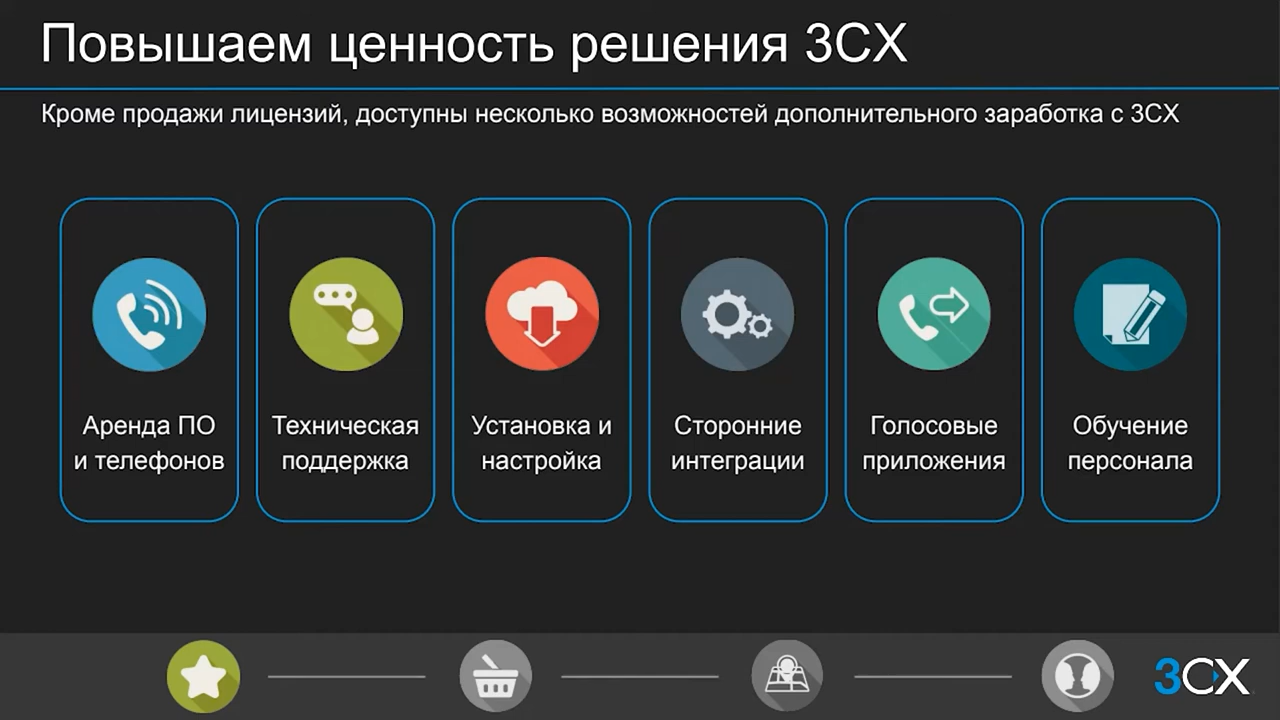 Повышаем ценность решения 3CX
Кроме продажи лицензий, доступны несколько возможностей дополнительного заработка с 3CX
Аренда ПО
и телефонов
Техническая
поддержка
Установка и
настройка
Сторонние
интеграции
Голосовые
приложения
Обучение
персонала
3CX